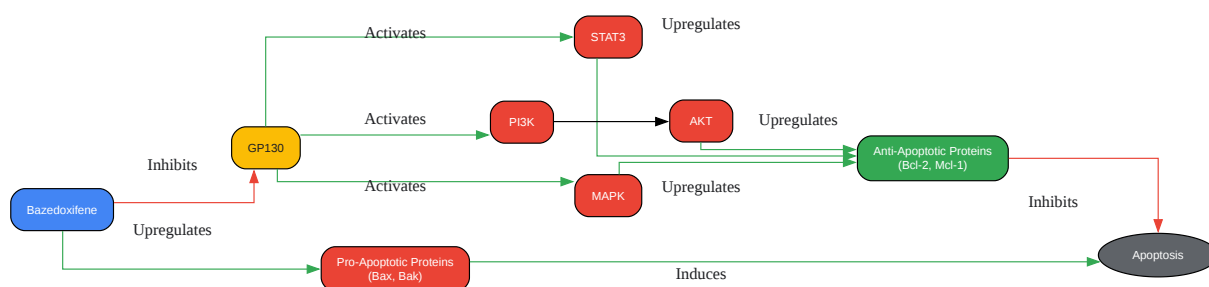 Activates
STAT3
Upregulates
Activates
PI3K
AKT
Upregulates
GP130
Inhibits
Anti-Apoptotic Proteins
(Bcl-2, Mcl-1)
Activates
MAPK
Upregulates
Bazedoxifene
Inhibits
Upregulates
Pro-Apoptotic Proteins
(Bax, Bak)
Induces
Apoptosis